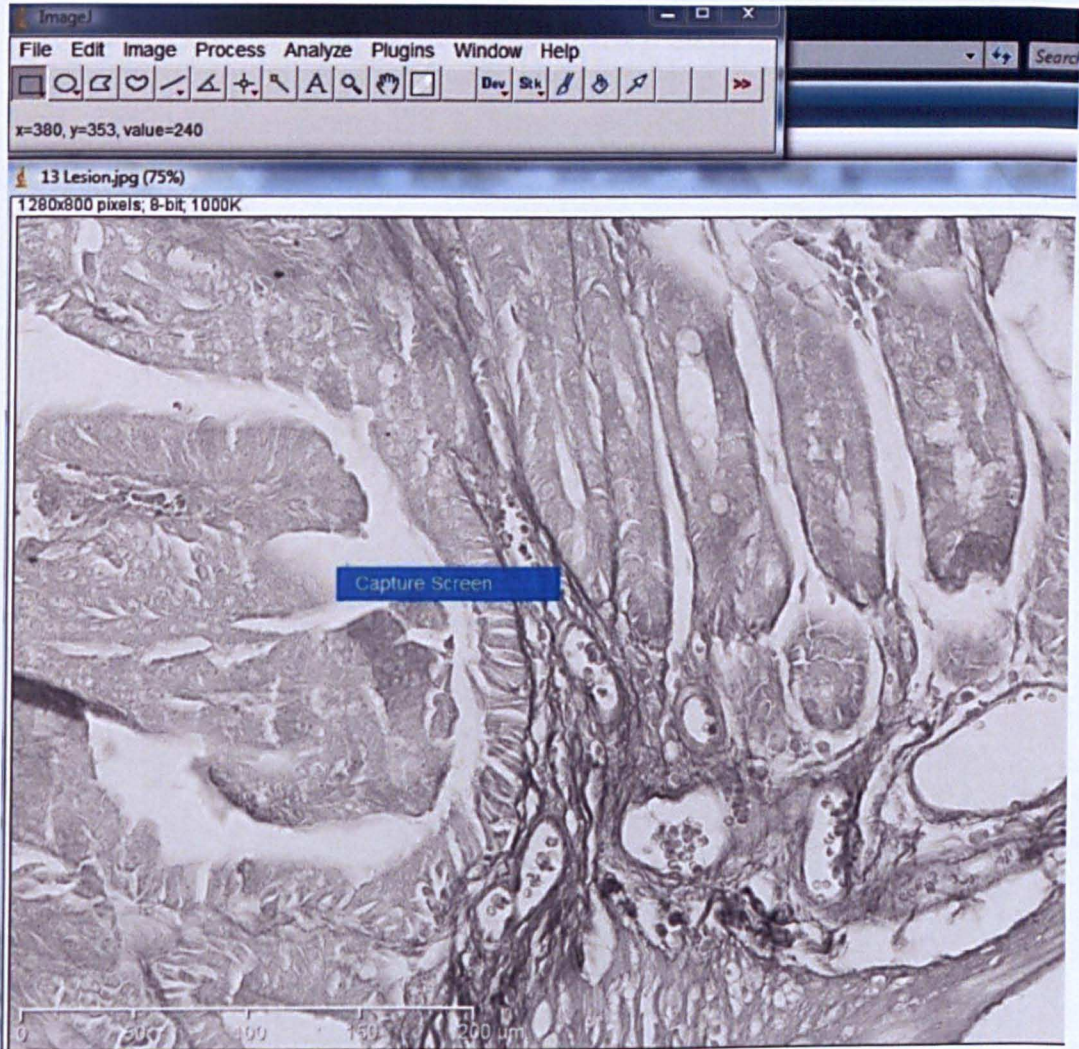 ImageJ
File Edit Image Process Analyze Plugins Window Help
A Dev Stk >>
Search
x=380, y=353, value=240
13 Lesion.jpg (75%)
1280x800 pixels; 8-bit; 1000K
Capture Screen
0 50 100 150 200 um